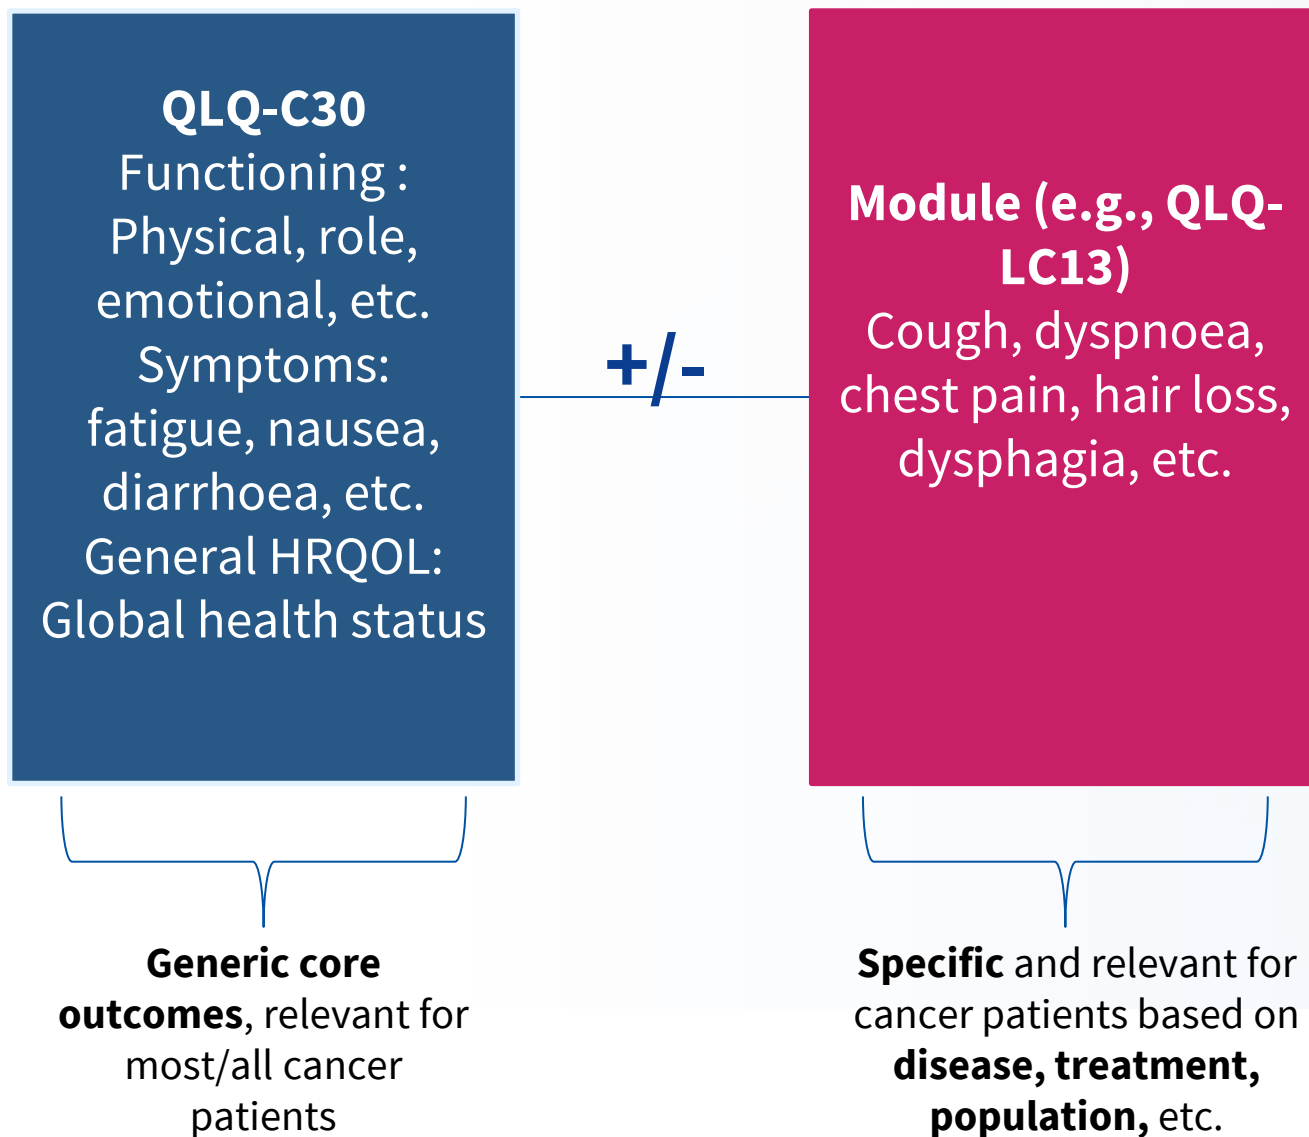 QLQ-C30
Functioning :
Physical, role,
emotional, etc.
Symptoms:
fatigue, nausea,
diarrhoea, etc.
General HRQOL:
Global health status
+/-
Module (e.g., QLQ-
LC13)
Cough, dyspnoea,
chest pain, hair loss,
dysphagia, etc.
Generic core
outcomes, relevant for
most/all cancer
patients
Specific and relevant for
cancer patients based on
disease, treatment,
population, etc.